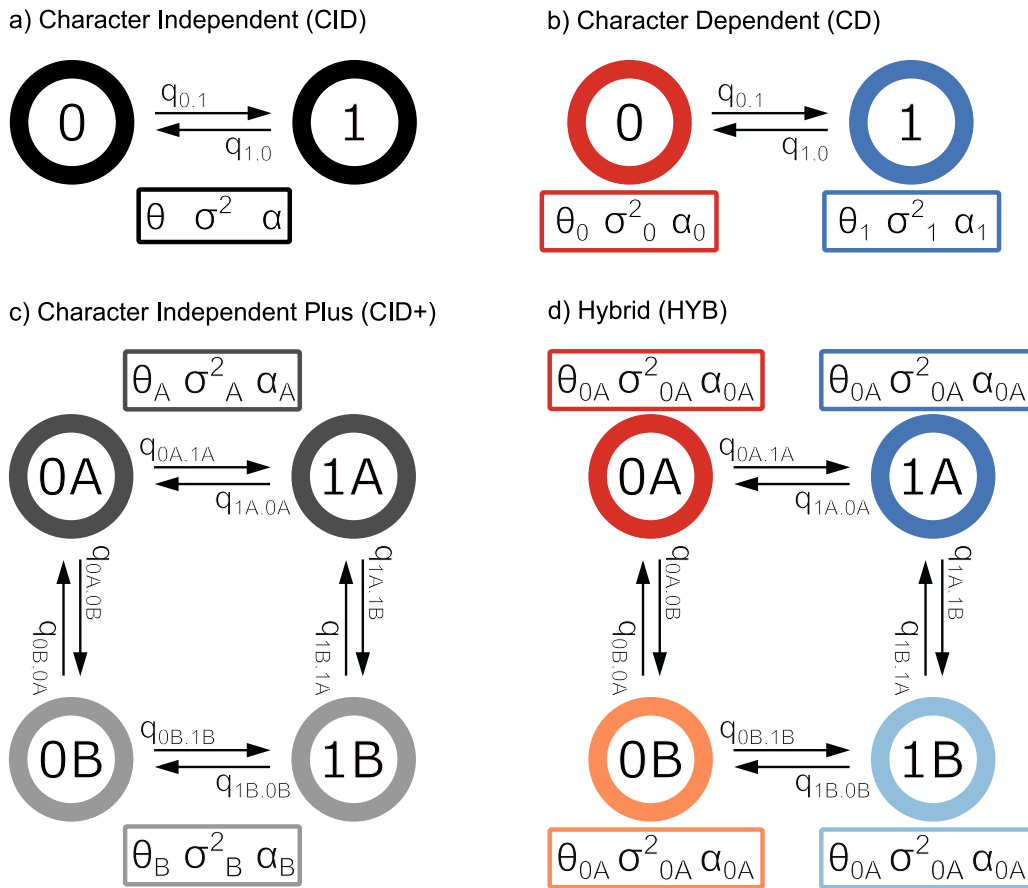 a) Character Independent (CID)
0
q0.1
q1.0
1
θ σ² α
b) Character Dependent (CD)
0
q0.1
q1.0
1
θ0 σ²0 α0
θ1 σ²1 α1
c) Character Independent Plus (CID+)
θA σ²A αA
0A
q0A.1A
q1A.0A
1A
q0A.0B
q0B.0A
q1A.1B
q1B.1A
0B
q0B.1B
q1B.0B
1B
θB σ²B αB
d) Hybrid (HYB)
θ0A σ²0A α0A
θ0A σ²0A α0A
0A
q0A.1A
q1A.0A
1A
q0A.0B
q0B.0A
q1A.1B
q1B.1A
0B
q0B.1B
q1B.0B
1B
θ0A σ²0A α0A
θ0A σ²0A α0A